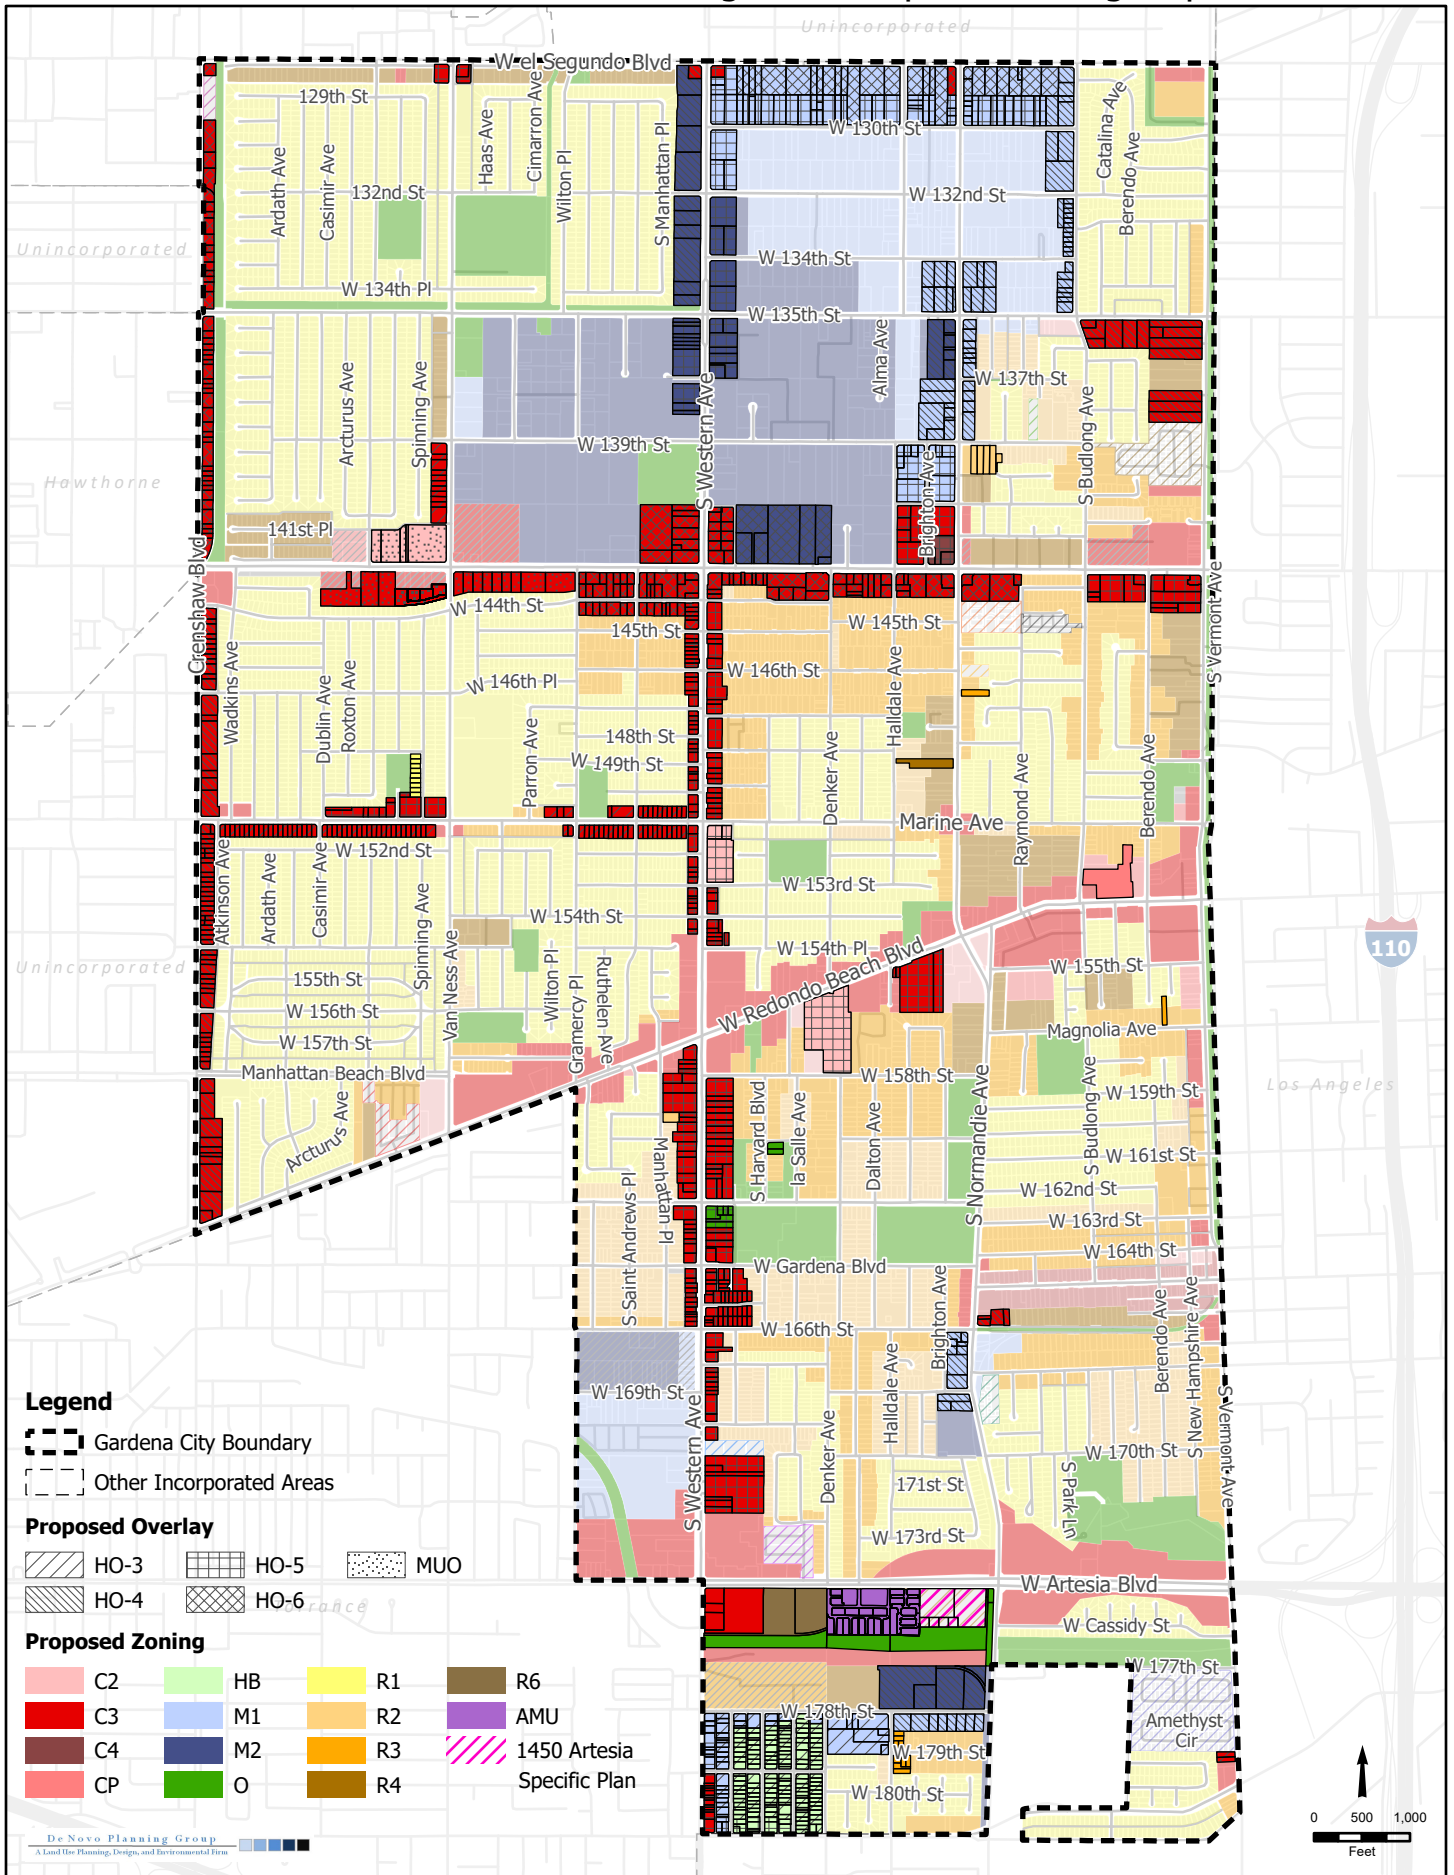 Unincorporated
W el Segundo Blvd
129th St
W 130th St
Ardath Ave
Casimir Ave
Haas Ave
Cimarron Ave
Wilton Pl
S Manhattan Pl
Catalina Ave
Berendo Ave
132nd St
W 132nd St
Unincorporated
W 134th St
W 134th Pl
W 135th St
Arcturus Ave
Spinning Ave
S Western Ave
Alma Ave
W 137th St
S Budlong Ave
W 139th St
Hawthorne
Brighton Ave
141st Pl
Crenshaw Blvd
S Vermont Ave
W 144th St
145th St
W 145th St
Wadkins Ave
W 146th St
W 146th Pl
Dublin Ave
Roxton Ave
Halldale Ave
Parron Ave
148th St
W 149th St
Denker Ave
Raymond Ave
Berendo Ave
Marine Ave
Atkinson Ave
Ardath Ave
Casimir Ave
W 152nd St
W 153rd St
Spinning Ave
W 154th St
W 154th Pl
Van Ness Ave
Wilton Pl
Gramercy Pl
Ruthelen Ave
W Redondo Beach Blvd
110
Unincorporated
155th St
W 155th St
W 156th St
W 157th St
Magnolia Ave
Manhattan Beach Blvd
W 158th St
W 159th St
Los Angeles
Arcturus Ave
S Saint Andrews Pl
Manhattan Pl
S Harvard Blvd
la Salle Ave
Dalton Ave
S Normandie Ave
S Budlong Ave
W 161st St
W 162nd St
W 163rd St
W 164th St
W Gardena Blvd
Brighton Ave
Berendo Ave
S New Hampshire Ave
W 166th St
Halldale Ave
W 169th St
S Western Ave
Denker Ave
W 170th St
S Vermont Ave
171st St
S Park Ln
W 173rd St
W Artesia Blvd
W Cassidy St
W 177th St
W 178th St
Amethyst
Cir
W 179th St
W 180th St
Torrance
Legend
Gardena City Boundary
Other Incorporated Areas
Proposed Overlay
HO-3
HO-5
MUO
HO-4
HO-6
Proposed Zoning
C2
HB
R1
R6
C3
M1
R2
AMU
C4
M2
R3
1450 Artesia
Specific Plan
CP
O
R4
De Novo Planning Group
A Land Use Planning, Design, and Environmental Firm
0 500 1,000
Feet